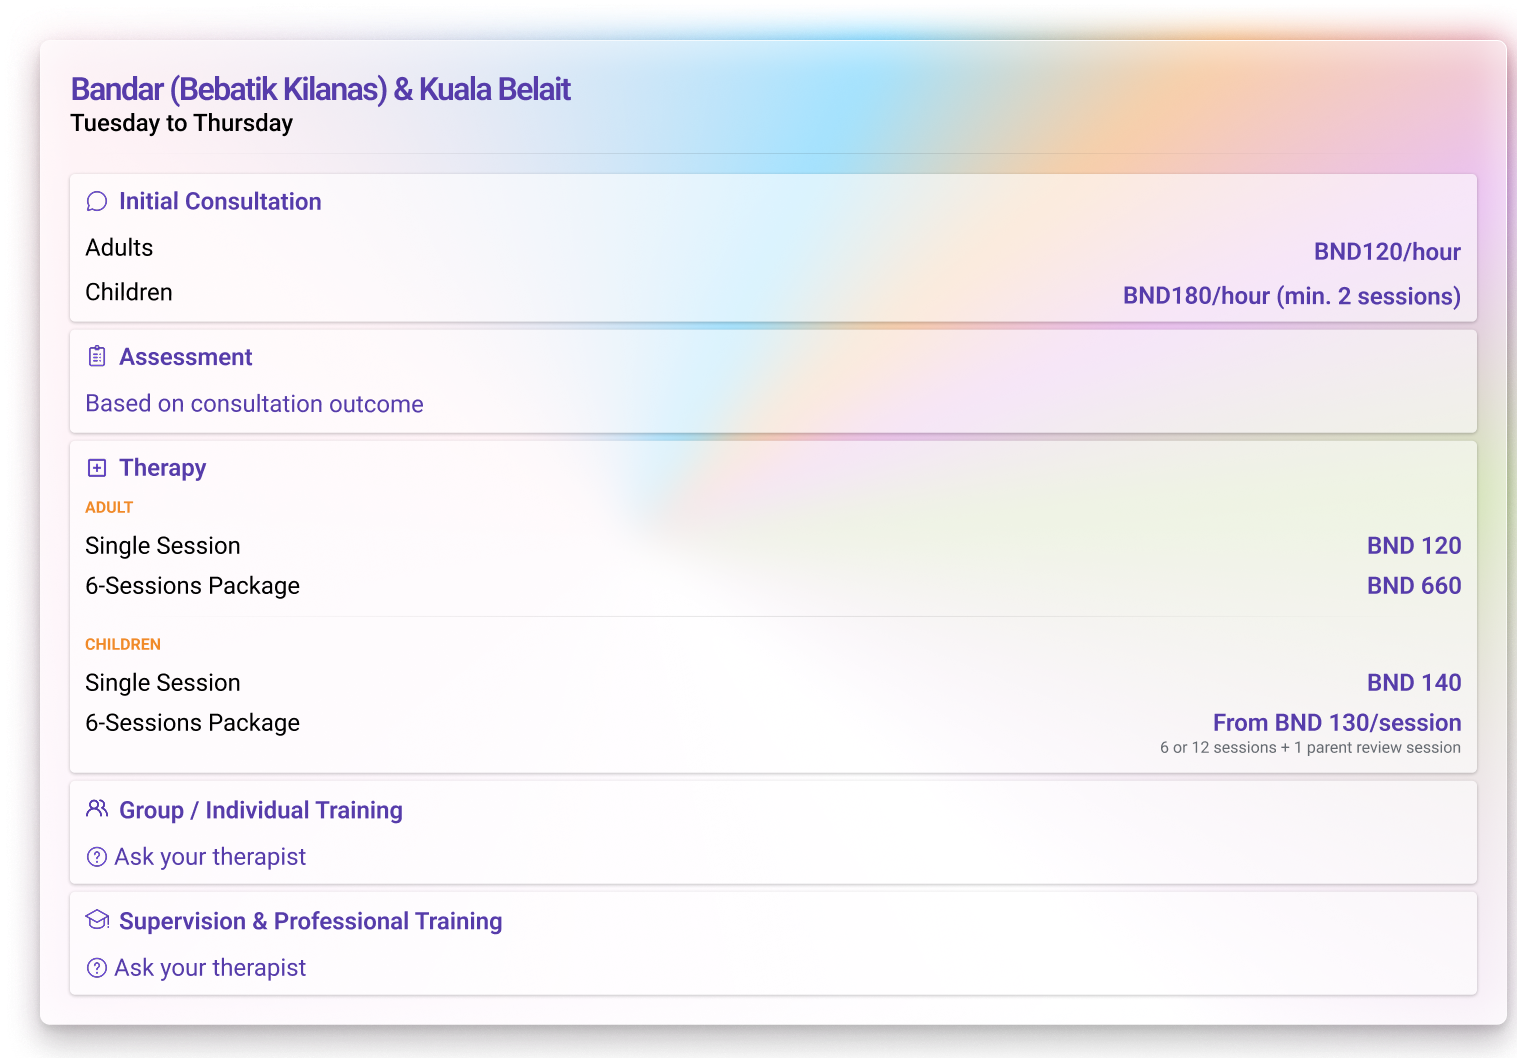 Bandar (Bebatik Kilanas) & Kuala Belait
Tuesday to Thursday
Initial Consultation
Adults
BND120/hour
Children
BND180/hour (min. 2 sessions)
Assessment
Based on consultation outcome
Therapy
ADULT
Single Session
BND 120
6-Sessions Package
BND 660
CHILDREN
Single Session
BND 140
6-Sessions Package
From BND 130/session
6 or 12 sessions + 1 parent review session
Group / Individual Training
Ask your therapist
Supervision & Professional Training
Ask your therapist